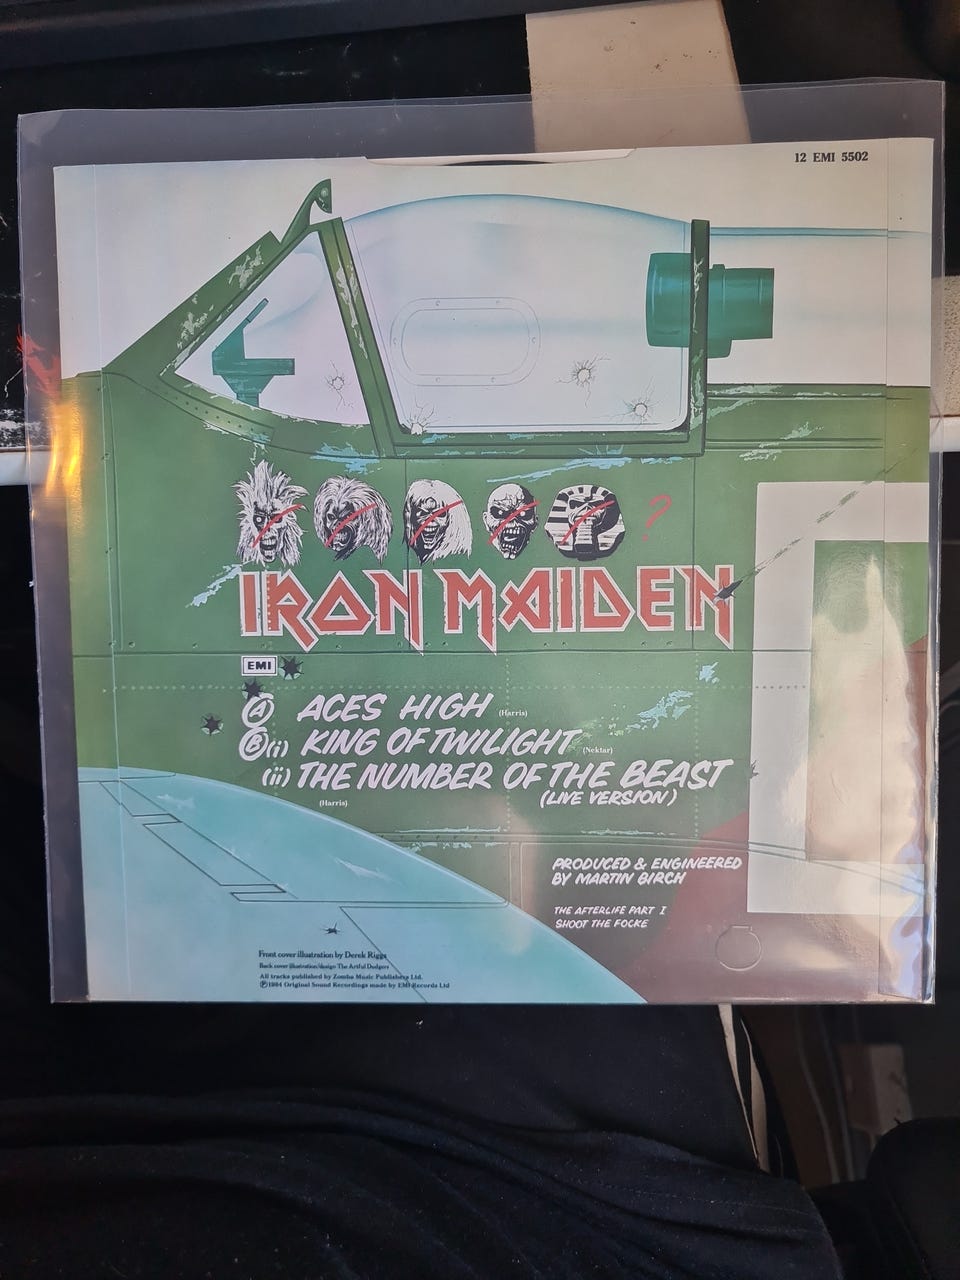 12 EMI 5502
?
IRON MAIDEN
EMI
A ACES HIGH (Harris)
B (i) KING OF TWILIGHT (Nektar)
(ii) THE NUMBER OF THE BEAST
(Harris) (LIVE VERSION)
PRODUCED & ENGINEERED
BY MARTIN BIRCH
THE AFTERLIFE PART I
SHOOT THE FOCKE
Front cover illustration by Derek Riggs
Back cover illustration/design The Artful Dodgers
All tracks published by Zomba Music Publishers Ltd.
Ⓟ1984 Original Sound Recordings made by EMI Records Ltd